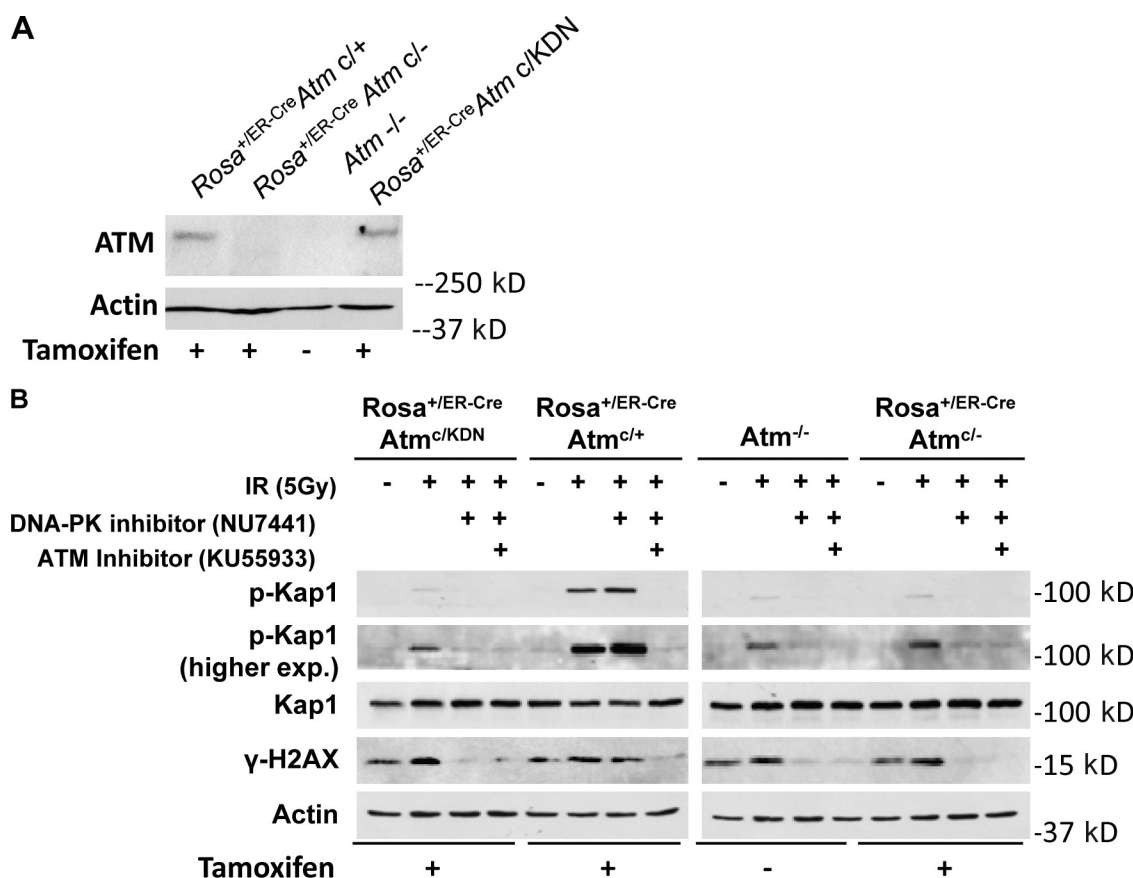 A
Rosa+/ER-Cre Atm c/+
Rosa+/ER-Cre Atm c/-
Atm -/-
Rosa+/ER-Cre Atm c/KDN
ATM
--250 kD
Actin
--37 kD
Tamoxifen + + - +
B
Rosa+/ER-Cre Rosa+/ER-Cre Rosa+/ER-Cre
Atmc/KDN Atmc/+ Atm-/- Atmc/-
IR (5Gy) - + + + - + + + - + + + - + + +
DNA-PK inhibitor (NU7441) + + + + + + + +
ATM Inhibitor (KU55933) + + + +
p-Kap1 -100 kD
p-Kap1
(higher exp.) -100 kD
Kap1 -100 kD
γ-H2AX -15 kD
Actin
-37 kD
Tamoxifen + + - +